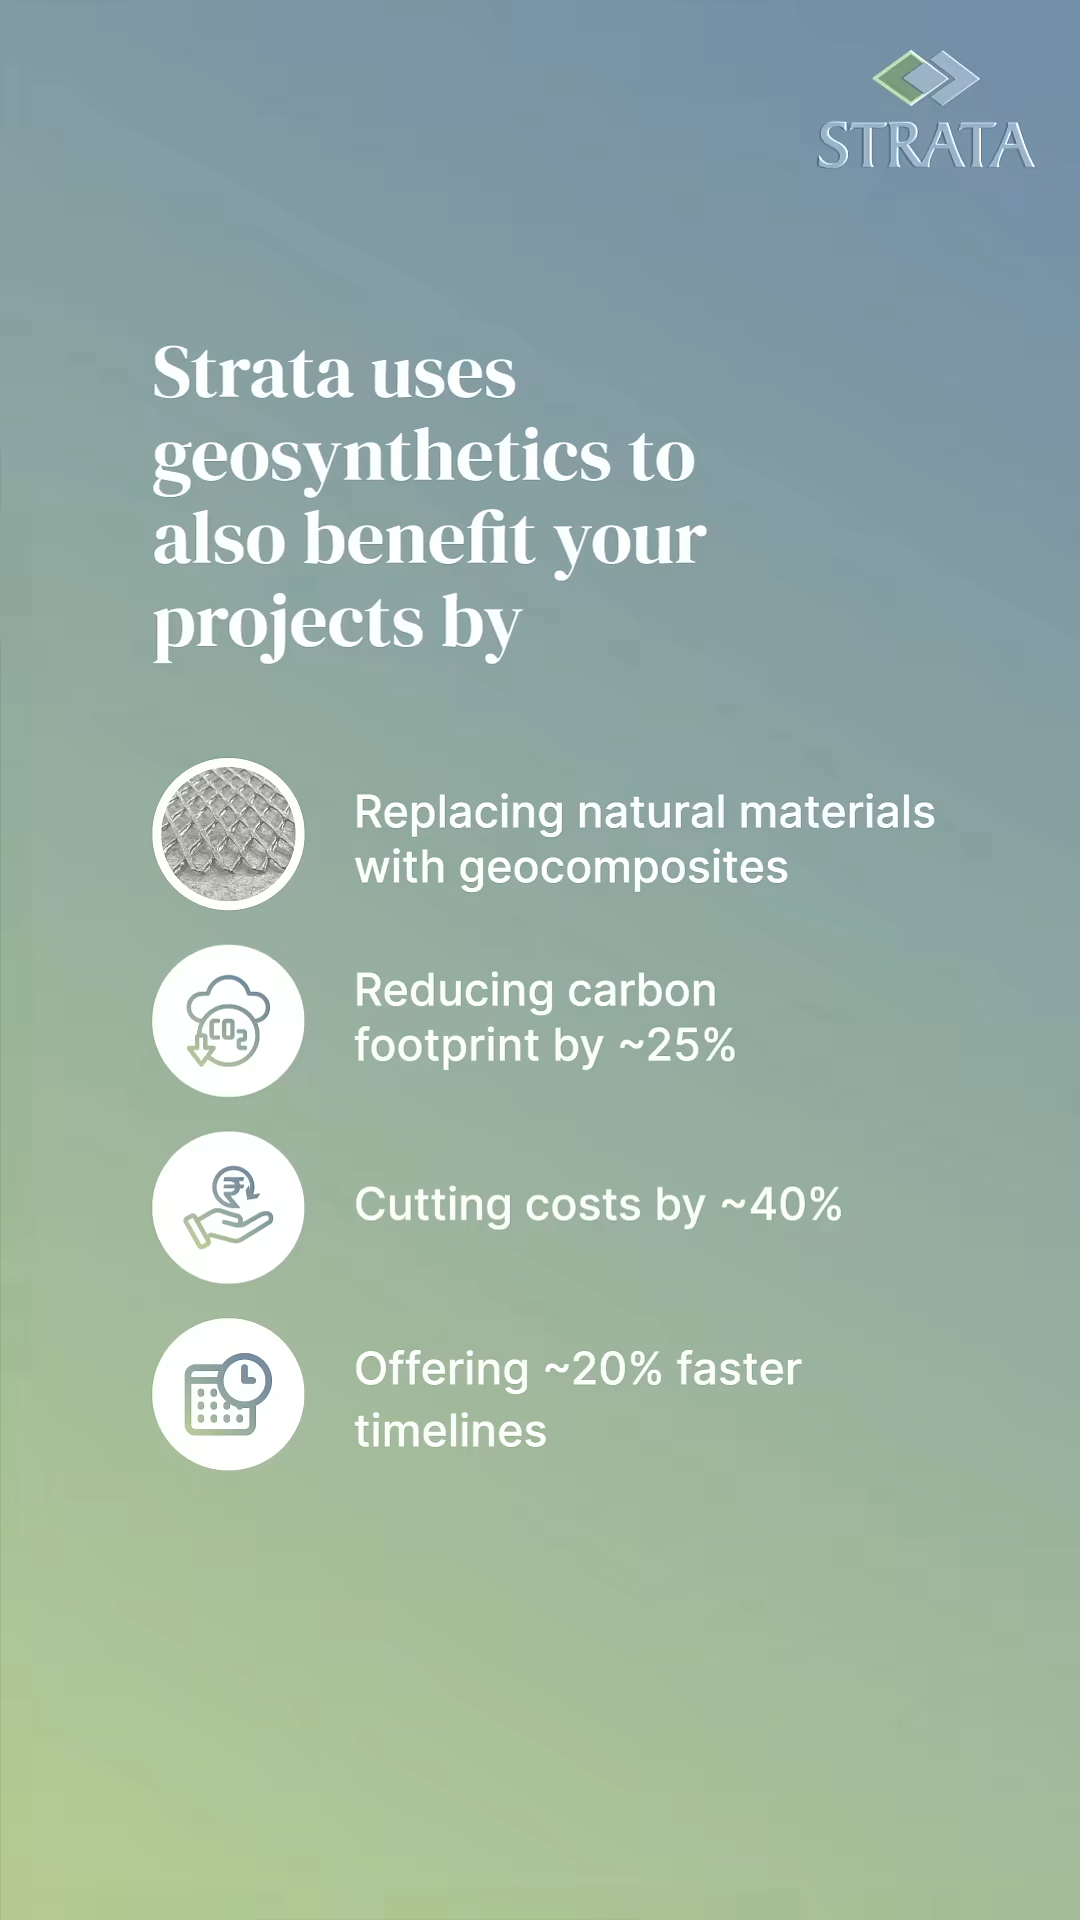 STRATA
Strata uses
geosynthetics to
also benefit your
projects by
Replacing natural materials
with geocomposites
CO2
Reducing carbon
footprint by ~25%
₹
Cutting costs by ~40%
Offering ~20% faster
timelines